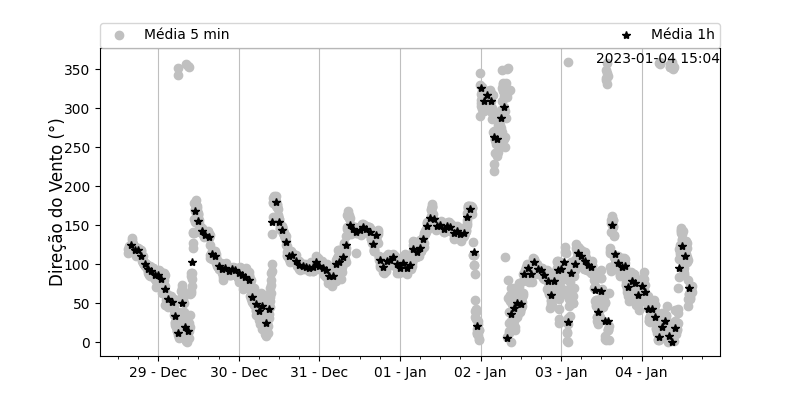 Média 5 min
Média 1h
2023-01-04 15:04
Direção do Vento (°)
350
300
250
200
150
100
50
0
29 - Dec
30 - Dec
31 - Dec
01 - Jan
02 - Jan
03 - Jan
04 - Jan